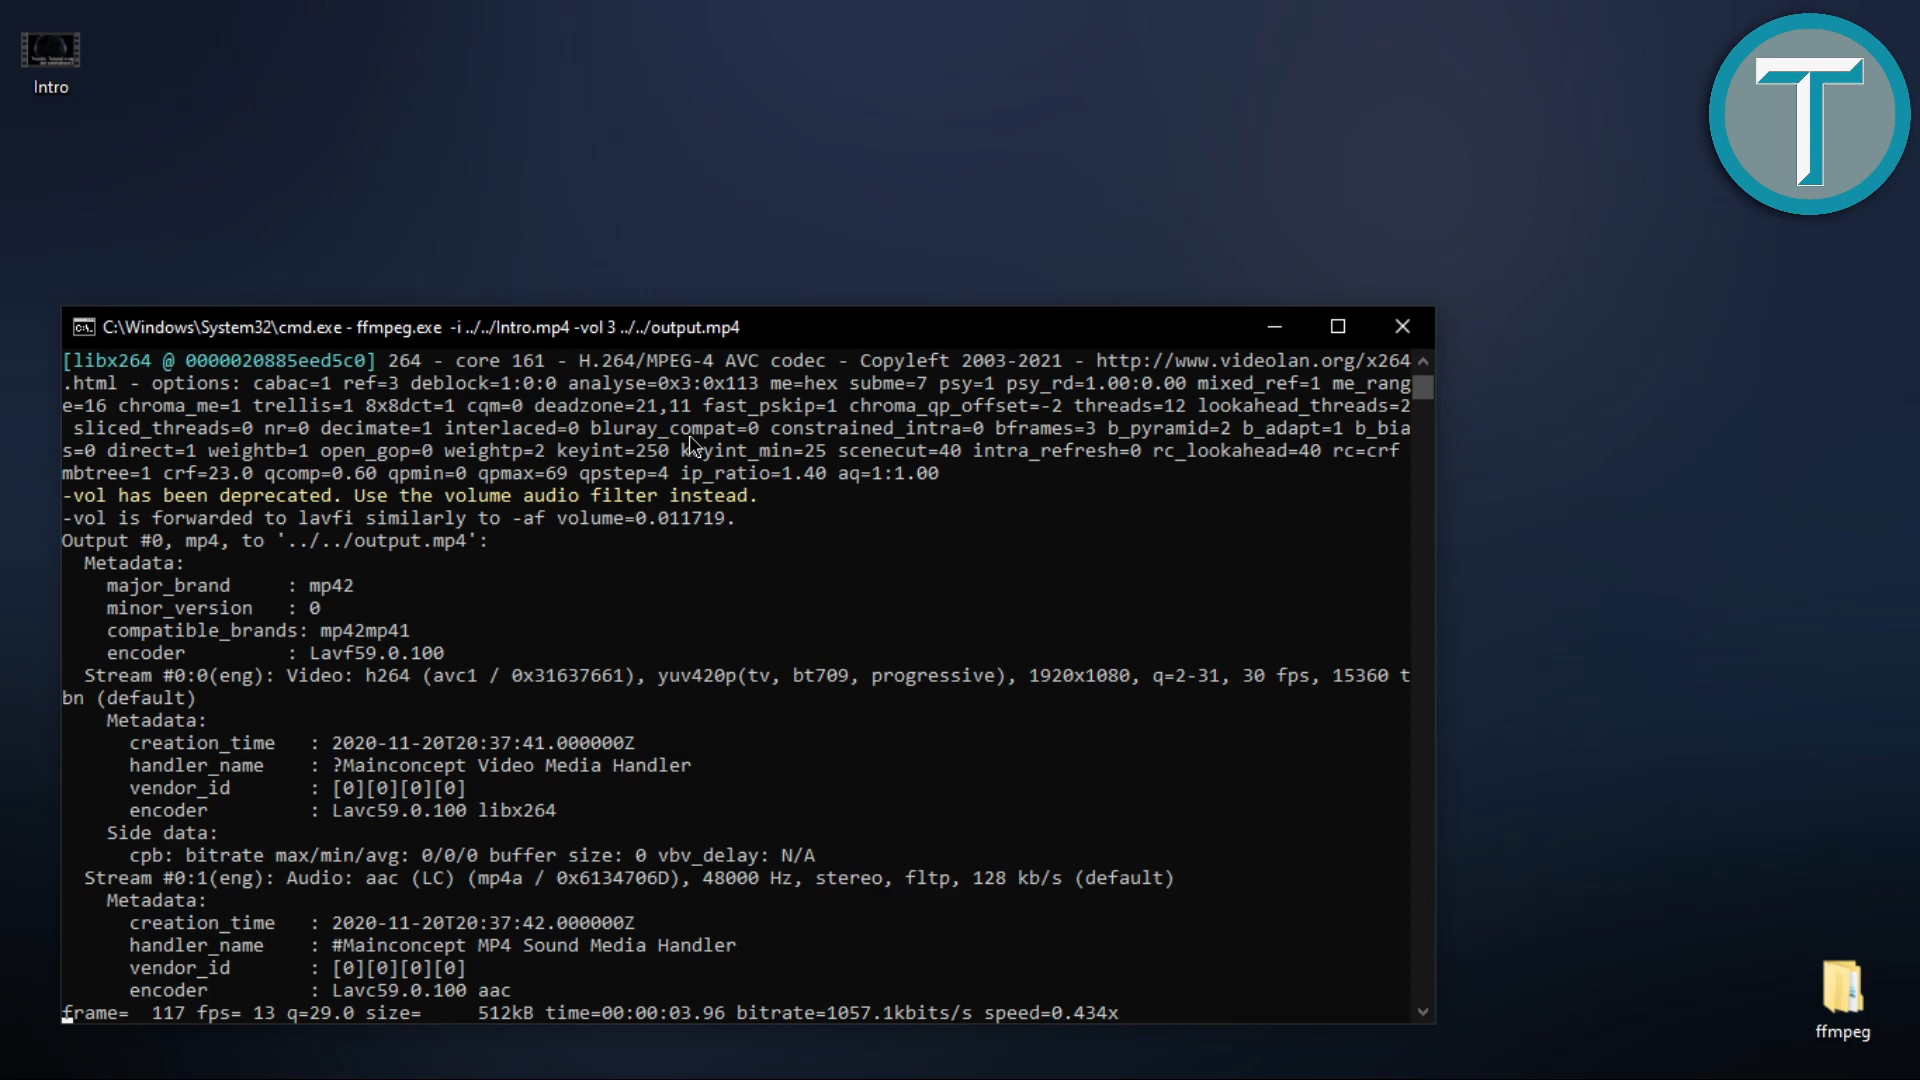 Intro
T
C:\Windows\System32\cmd.exe - ffmpeg.exe -i ../../Intro.mp4 -vol 3 ../../output.mp4
[libx264 @ 0000020885eed5c0] 264 - core 161 - H.264/MPEG-4 AVC codec - Copyleft 2003-2021 - http://www.videolan.org/x264
.html - options: cabac=1 ref=3 deblock=1:0:0 analyse=0x3:0x113 me=hex subme=7 psy=1 psy_rd=1.00:0.00 mixed_ref=1 me_rang
e=16 chroma_me=1 trellis=1 8x8dct=1 cqm=0 deadzone=21,11 fast_pskip=1 chroma_qp_offset=-2 threads=12 lookahead_threads=2
sliced_threads=0 nr=0 decimate=1 interlaced=0 bluray_compat=0 constrained_intra=0 bframes=3 b_pyramid=2 b_adapt=1 b_bia
s=0 direct=1 weightb=1 open_gop=0 weightp=2 keyint=250 keyint_min=25 scenecut=40 intra_refresh=0 rc_lookahead=40 rc=crf
mbtree=1 crf=23.0 qcomp=0.60 qpmin=0 qpmax=69 qpstep=4 ip_ratio=1.40 aq=1:1.00
-vol has been deprecated. Use the volume audio filter instead.
-vol is forwarded to lavfi similarly to -af volume=0.011719.
Output #0, mp4, to '../../output.mp4':
Metadata:
major_brand : mp42
minor_version : 0
compatible_brands: mp42mp41
encoder : Lavf59.0.100
Stream #0:0(eng): Video: h264 (avc1 / 0x31637661), yuv420p(tv, bt709, progressive), 1920x1080, q=2-31, 30 fps, 15360 t
bn (default)
Metadata:
creation_time : 2020-11-20T20:37:41.000000Z
handler_name : ?Mainconcept Video Media Handler
vendor_id : [0][0][0][0]
encoder : Lavc59.0.100 libx264
Side data:
cpb: bitrate max/min/avg: 0/0/0 buffer size: 0 vbv_delay: N/A
Stream #0:1(eng): Audio: aac (LC) (mp4a / 0x6134706D), 48000 Hz, stereo, fltp, 128 kb/s (default)
Metadata:
creation_time : 2020-11-20T20:37:42.000000Z
handler_name : #Mainconcept MP4 Sound Media Handler
vendor_id : [0][0][0][0]
encoder : Lavc59.0.100 aac
frame= 117 fps= 13 q=29.0 size= 512kB time=00:00:03.96 bitrate=1057.1kbits/s speed=0.434x
ffmpeg